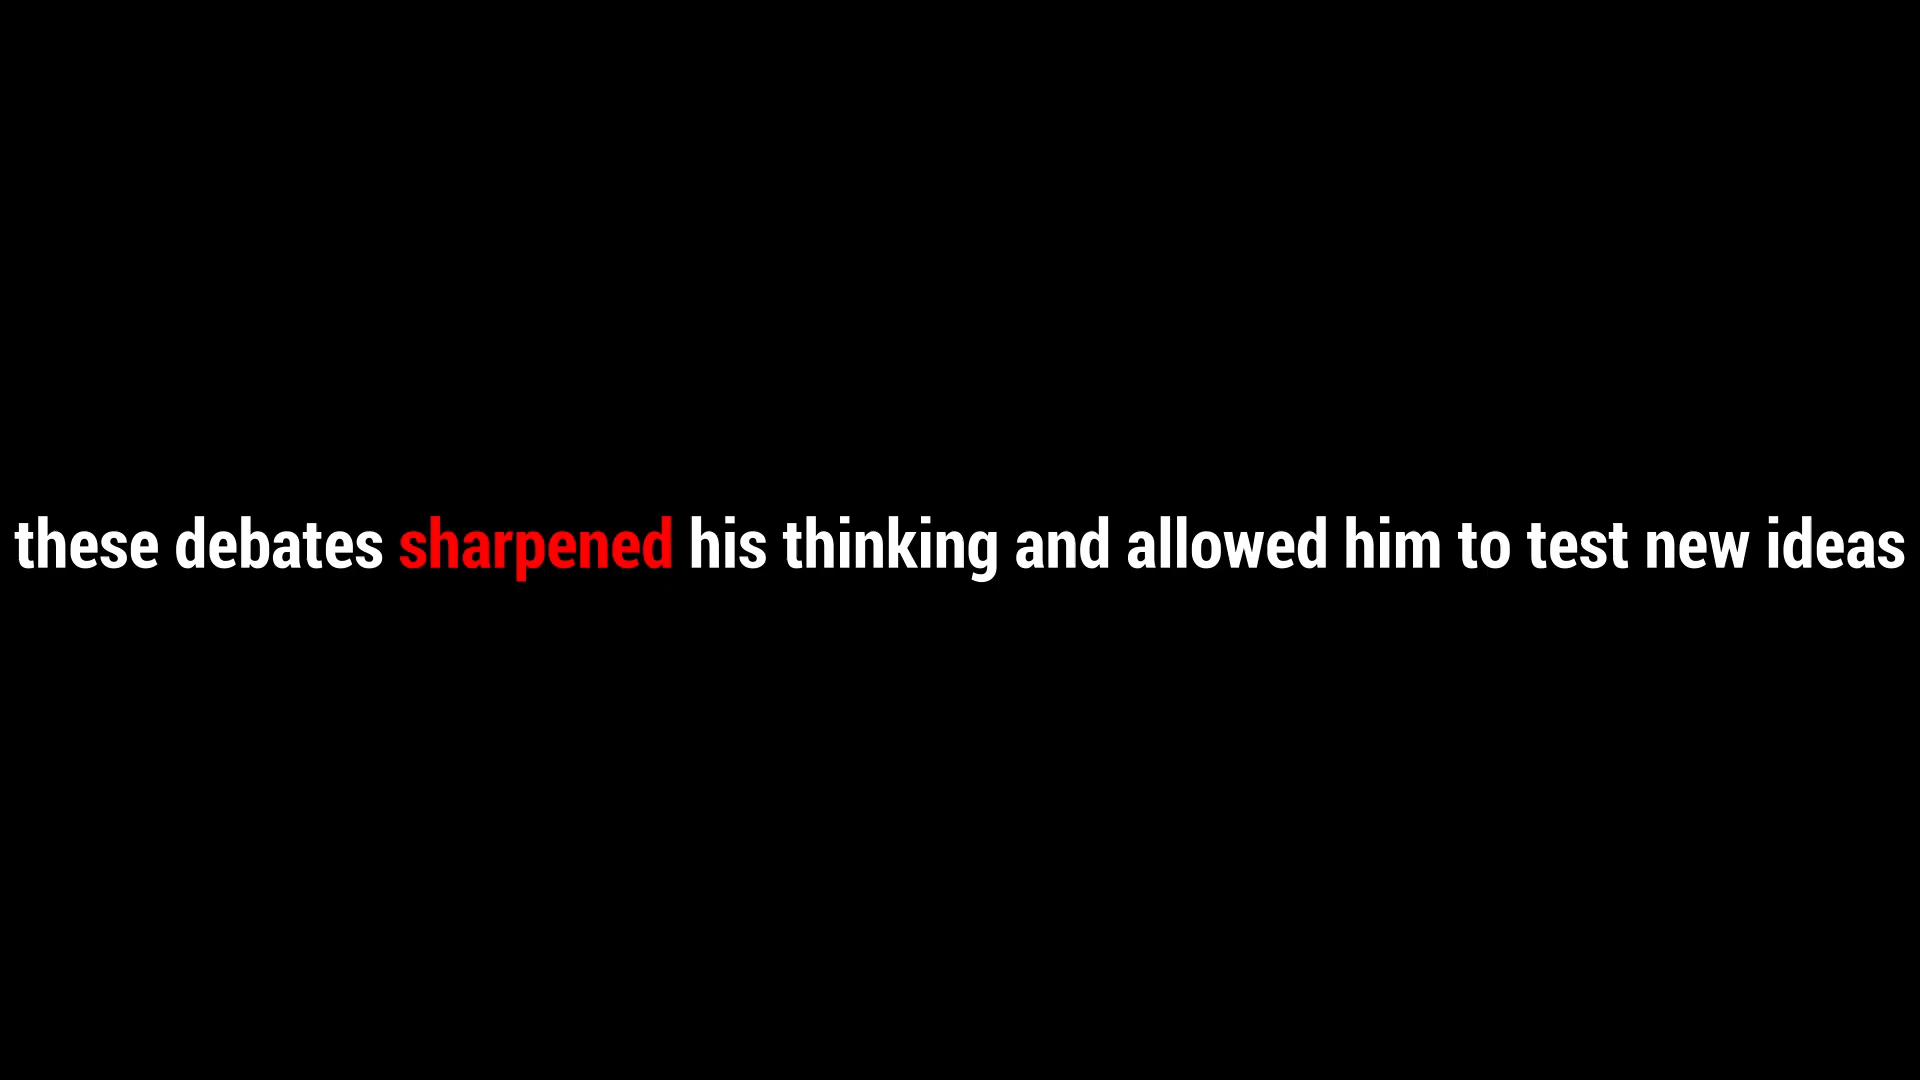 these debates sharpened his thinking and allowed him to test new ideas